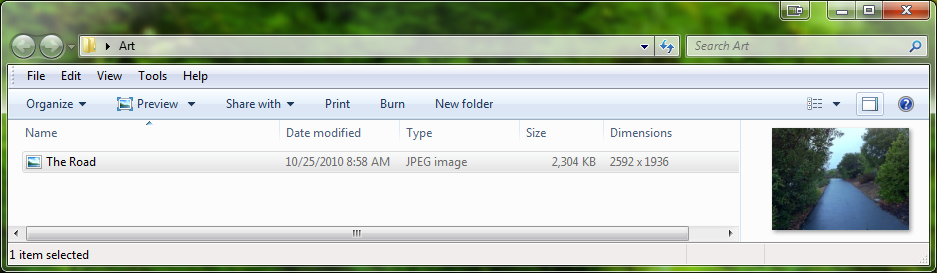 Art
Search Art
File Edit View Tools Help
Organize Preview Share with Print Burn New folder
Name Date modified Type Size Dimensions
The Road 10/25/2010 8:58 AM JPEG image 2,304 KB 2592 x 1936
1 item selected